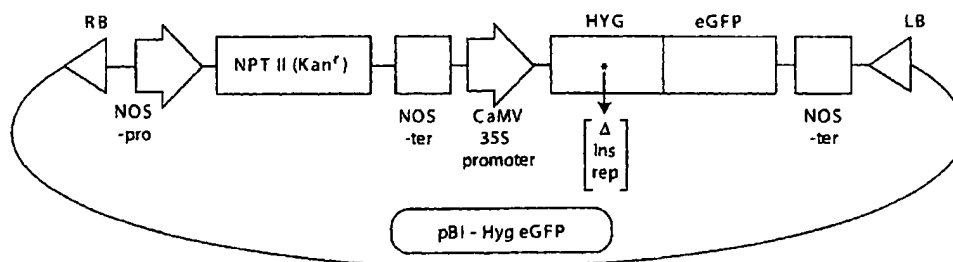 RB
HYG
eGFP
LB
NPT II (Kanʳ)
NOS
-pro
NOS
-ter
CaMV
35S
promoter
*
Δ
Ins
rep
NOS
-ter
pBI - Hyg eGFP